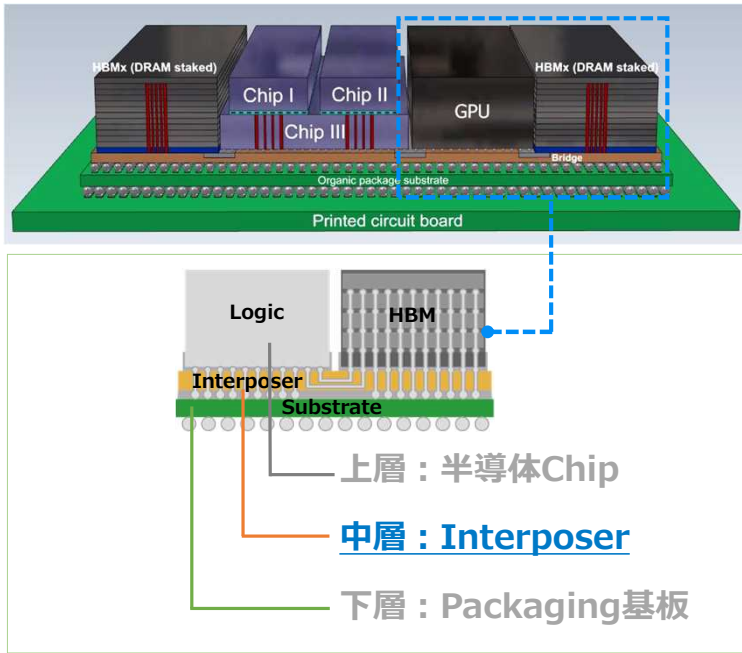 HBMx (DRAM staked)
Chip I
Chip II
Chip III
GPU
HBMx (DRAM staked)
Bridge
Organic package substrate
Printed circuit board
Logic
HBM
Interposer
Substrate
上層：半導体Chip
中層：Interposer
下層：Packaging基板